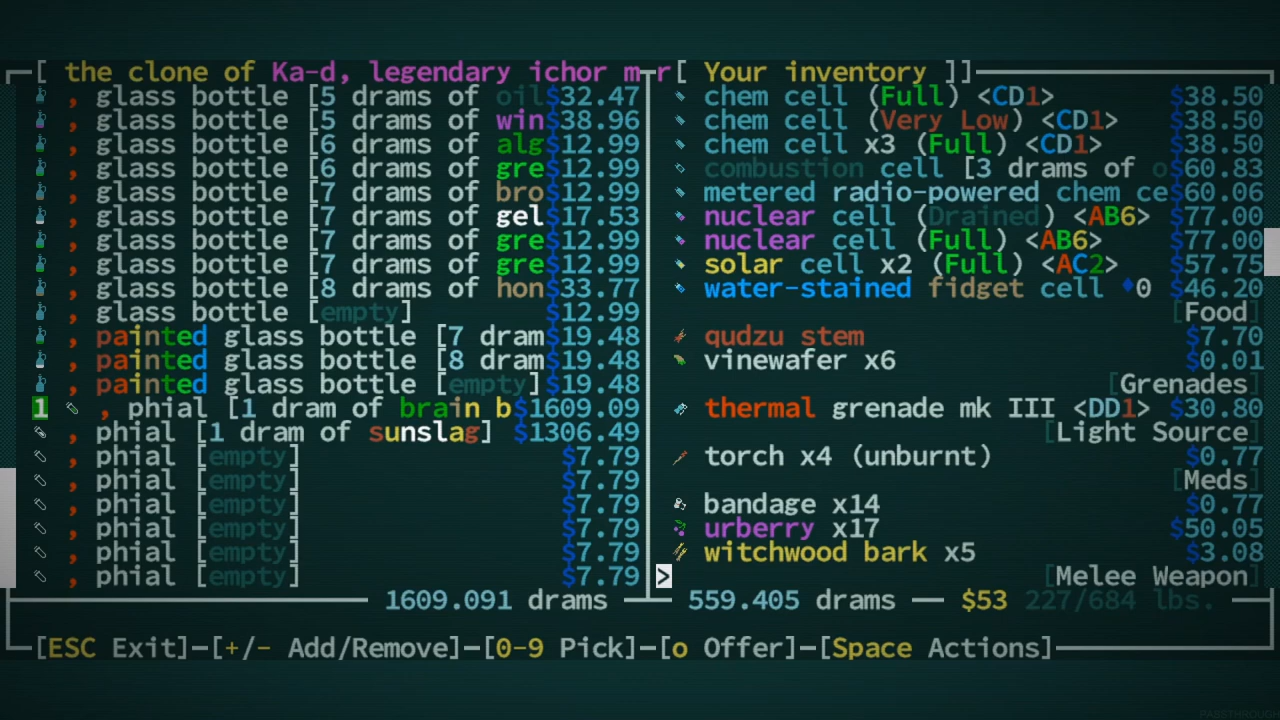 [ the clone of Ka-d, legendary ichor m
r[ Your inventory ]]
, glass bottle [5 drams of oil$32.47
, glass bottle [5 drams of win$38.96
, glass bottle [6 drams of alg$12.99
, glass bottle [6 drams of gre$12.99
, glass bottle [7 drams of bro$12.99
, glass bottle [7 drams of gel$17.53
, glass bottle [7 drams of gre$12.99
, glass bottle [7 drams of gre$12.99
, glass bottle [8 drams of hon$33.77
, glass bottle [empty] $12.99
, painted glass bottle [7 dram$19.48
, painted glass bottle [8 dram$19.48
, painted glass bottle [empty]$19.48
1 , phial [1 dram of brain b$1609.09
, phial [1 dram of sunslag] $1306.49
, phial [empty] $7.79
, phial [empty] $7.79
, phial [empty] $7.79
, phial [empty] $7.79
, phial [empty] $7.79
, phial [empty] $7.79
1609.091 drams
chem cell (Full) <CD1> $38.50
chem cell (Very Low) <CD1> $38.50
chem cell x3 (Full) <CD1> $38.50
combustion cell [3 drams of o$60.83
metered radio-powered chem ce$60.06
nuclear cell (Drained) <AB6> $77.00
nuclear cell (Full) <AB6> $77.00
solar cell x2 (Full) <AC2> $57.75
water-stained fidget cell ♦0 $46.20
[Food]
qudzu stem $7.70
vinewafer x6 $0.01
[Grenades]
thermal grenade mk III <DD1> $30.80
[Light Source]
torch x4 (unburnt) $0.77
[Meds]
bandage x14 $0.77
urberry x17 $50.05
witchwood bark x5 $3.08
> [Melee Weapon]
559.405 drams — $53 227/684 lbs.
[ESC Exit]-[+/- Add/Remove]-[0-9 Pick]-[o Offer]-[Space Actions]